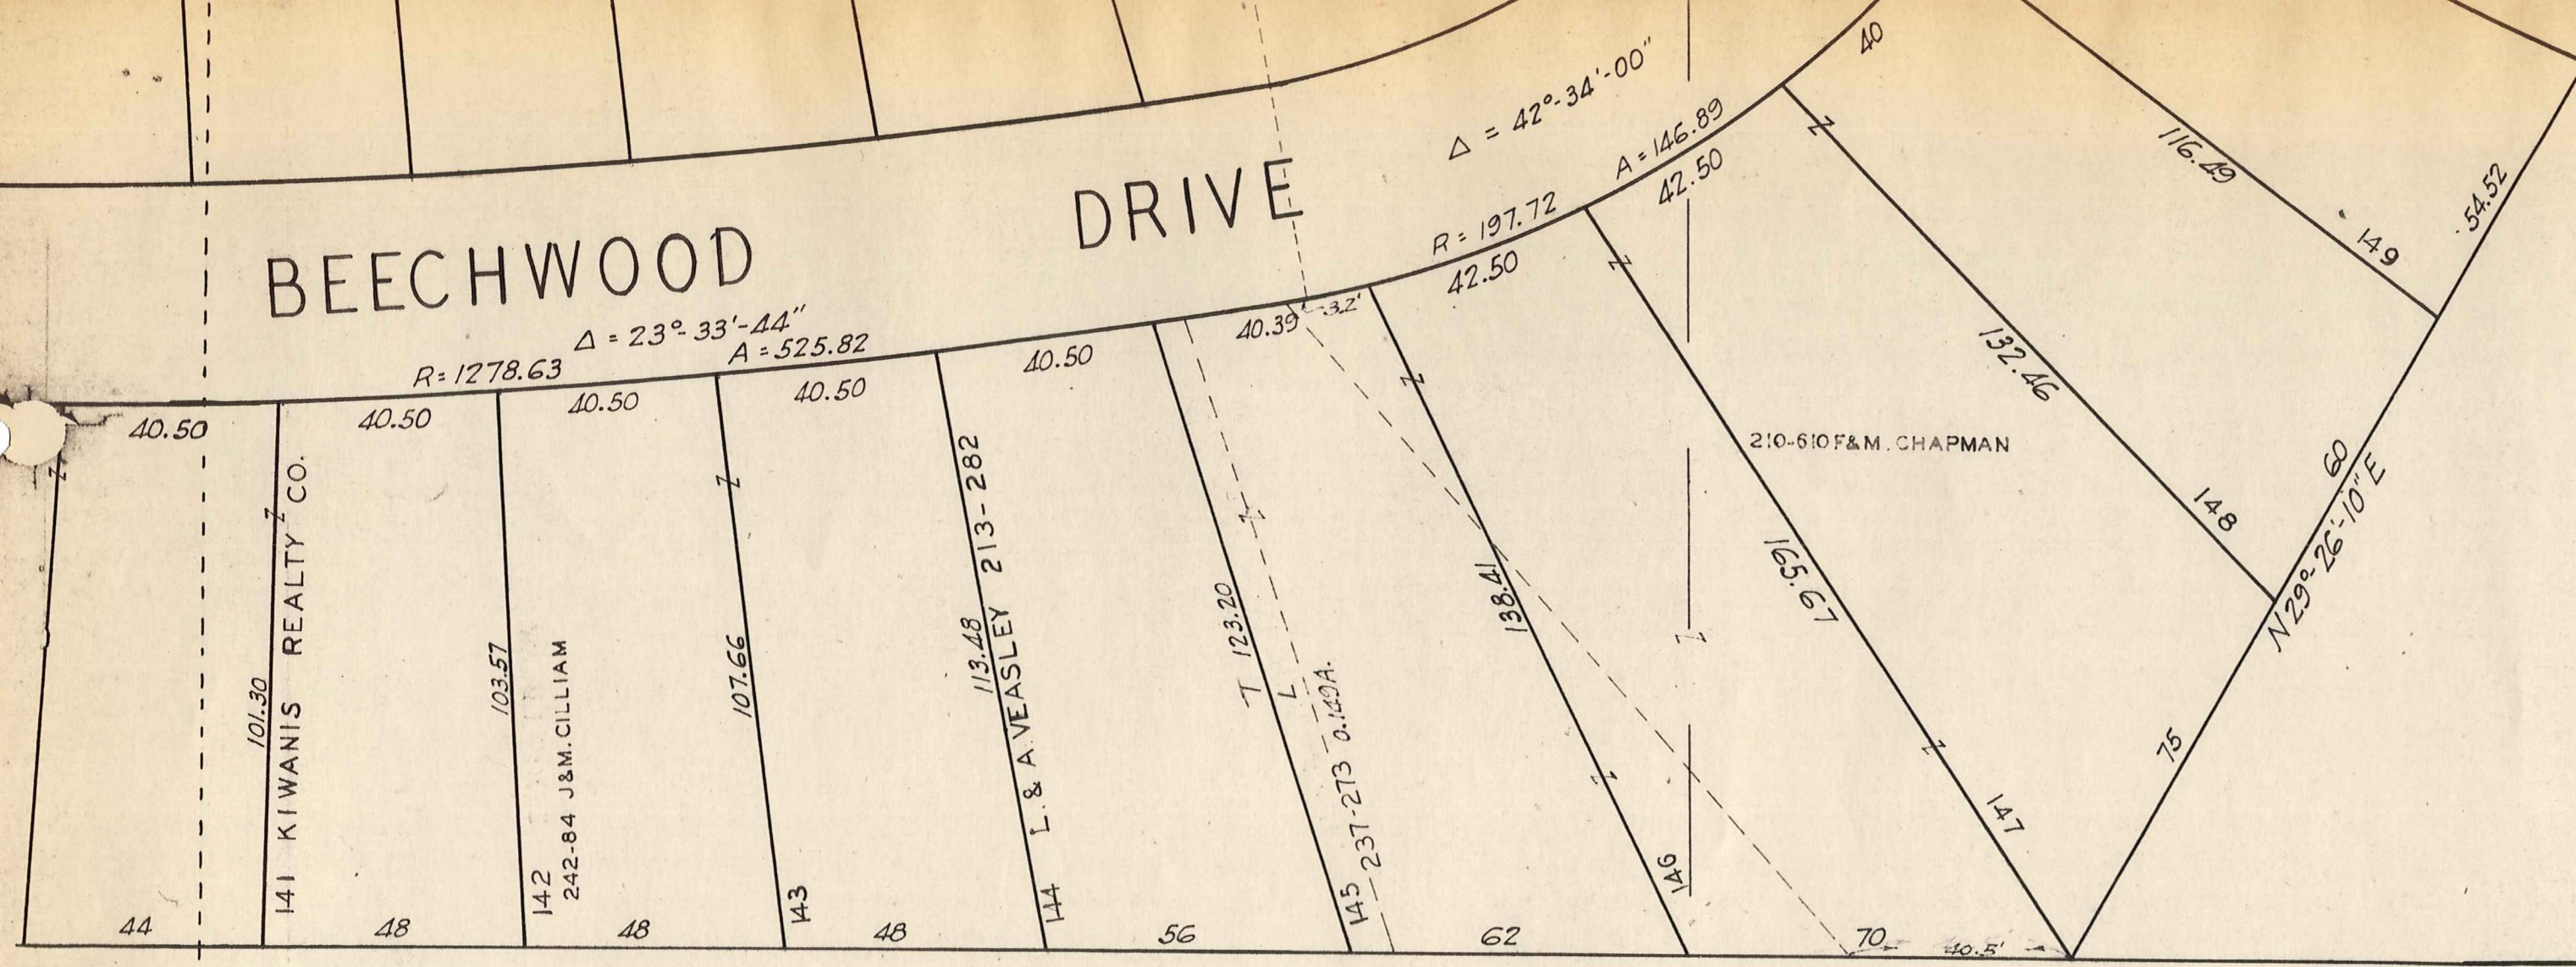 BEECHWOOD DRIVE
Δ = 42°-34'-00"
A = 146.89
R = 197.72
Δ = 23°-33'-44"
A = 525.82
R = 1278.63
40
42.50
42.50
3.2'
40.39
40.50
40.50
40.50
40.50
40.50
116.49
149
54.52
132.46
148
60
N 29°-26'-10" E
210-610 F&M. CHAPMAN
165.67
147
75
138.41
146
123.20
T L
145
237-273 0.149A.
113.48
144 L. & A. VEASLEY 213-282
107.66
143
103.57
142
242-84 J&M. CILLIAM
101.30
141 KIWANIS REALTY CO.
44
48
48
48
56
62
70
40.5'